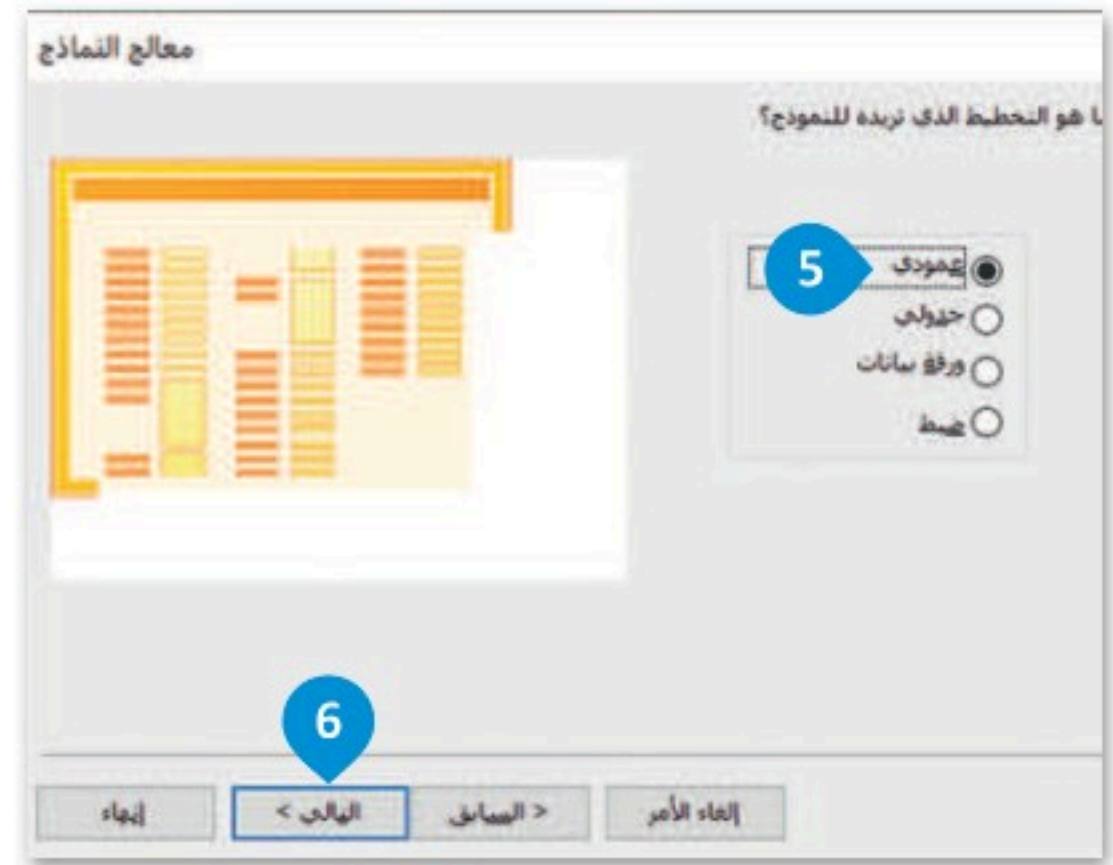 معالج النماذج
ما هو التخطيط الذي تريده للنموذج؟
5
عمودي
جدولي
ورقة بيانات
ضبط
6
إلغاء الأمر
< السابق
التالي >
إنهاء